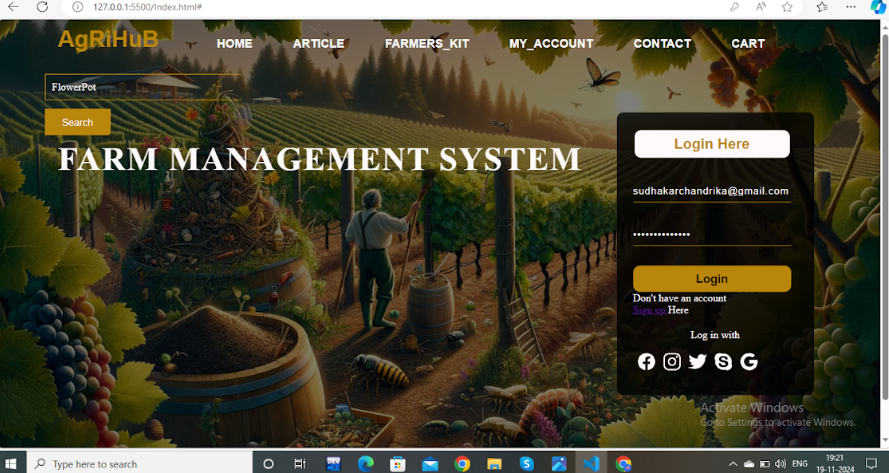 127.0.0.1:5500/Index.html#
AgRiHuB
HOME ARTICLE FARMERS_KIT MY_ACCOUNT CONTACT CART
FlowerPot
Search
FARM MANAGEMENT SYSTEM
Login Here
sudhakarchandrika@gmail.com
Login
Don't have an account
Sign up Here
Log in with
Activate Windows
Go to Settings to activate Windows.
Type here to search
ENG
19:21
19-11-2024